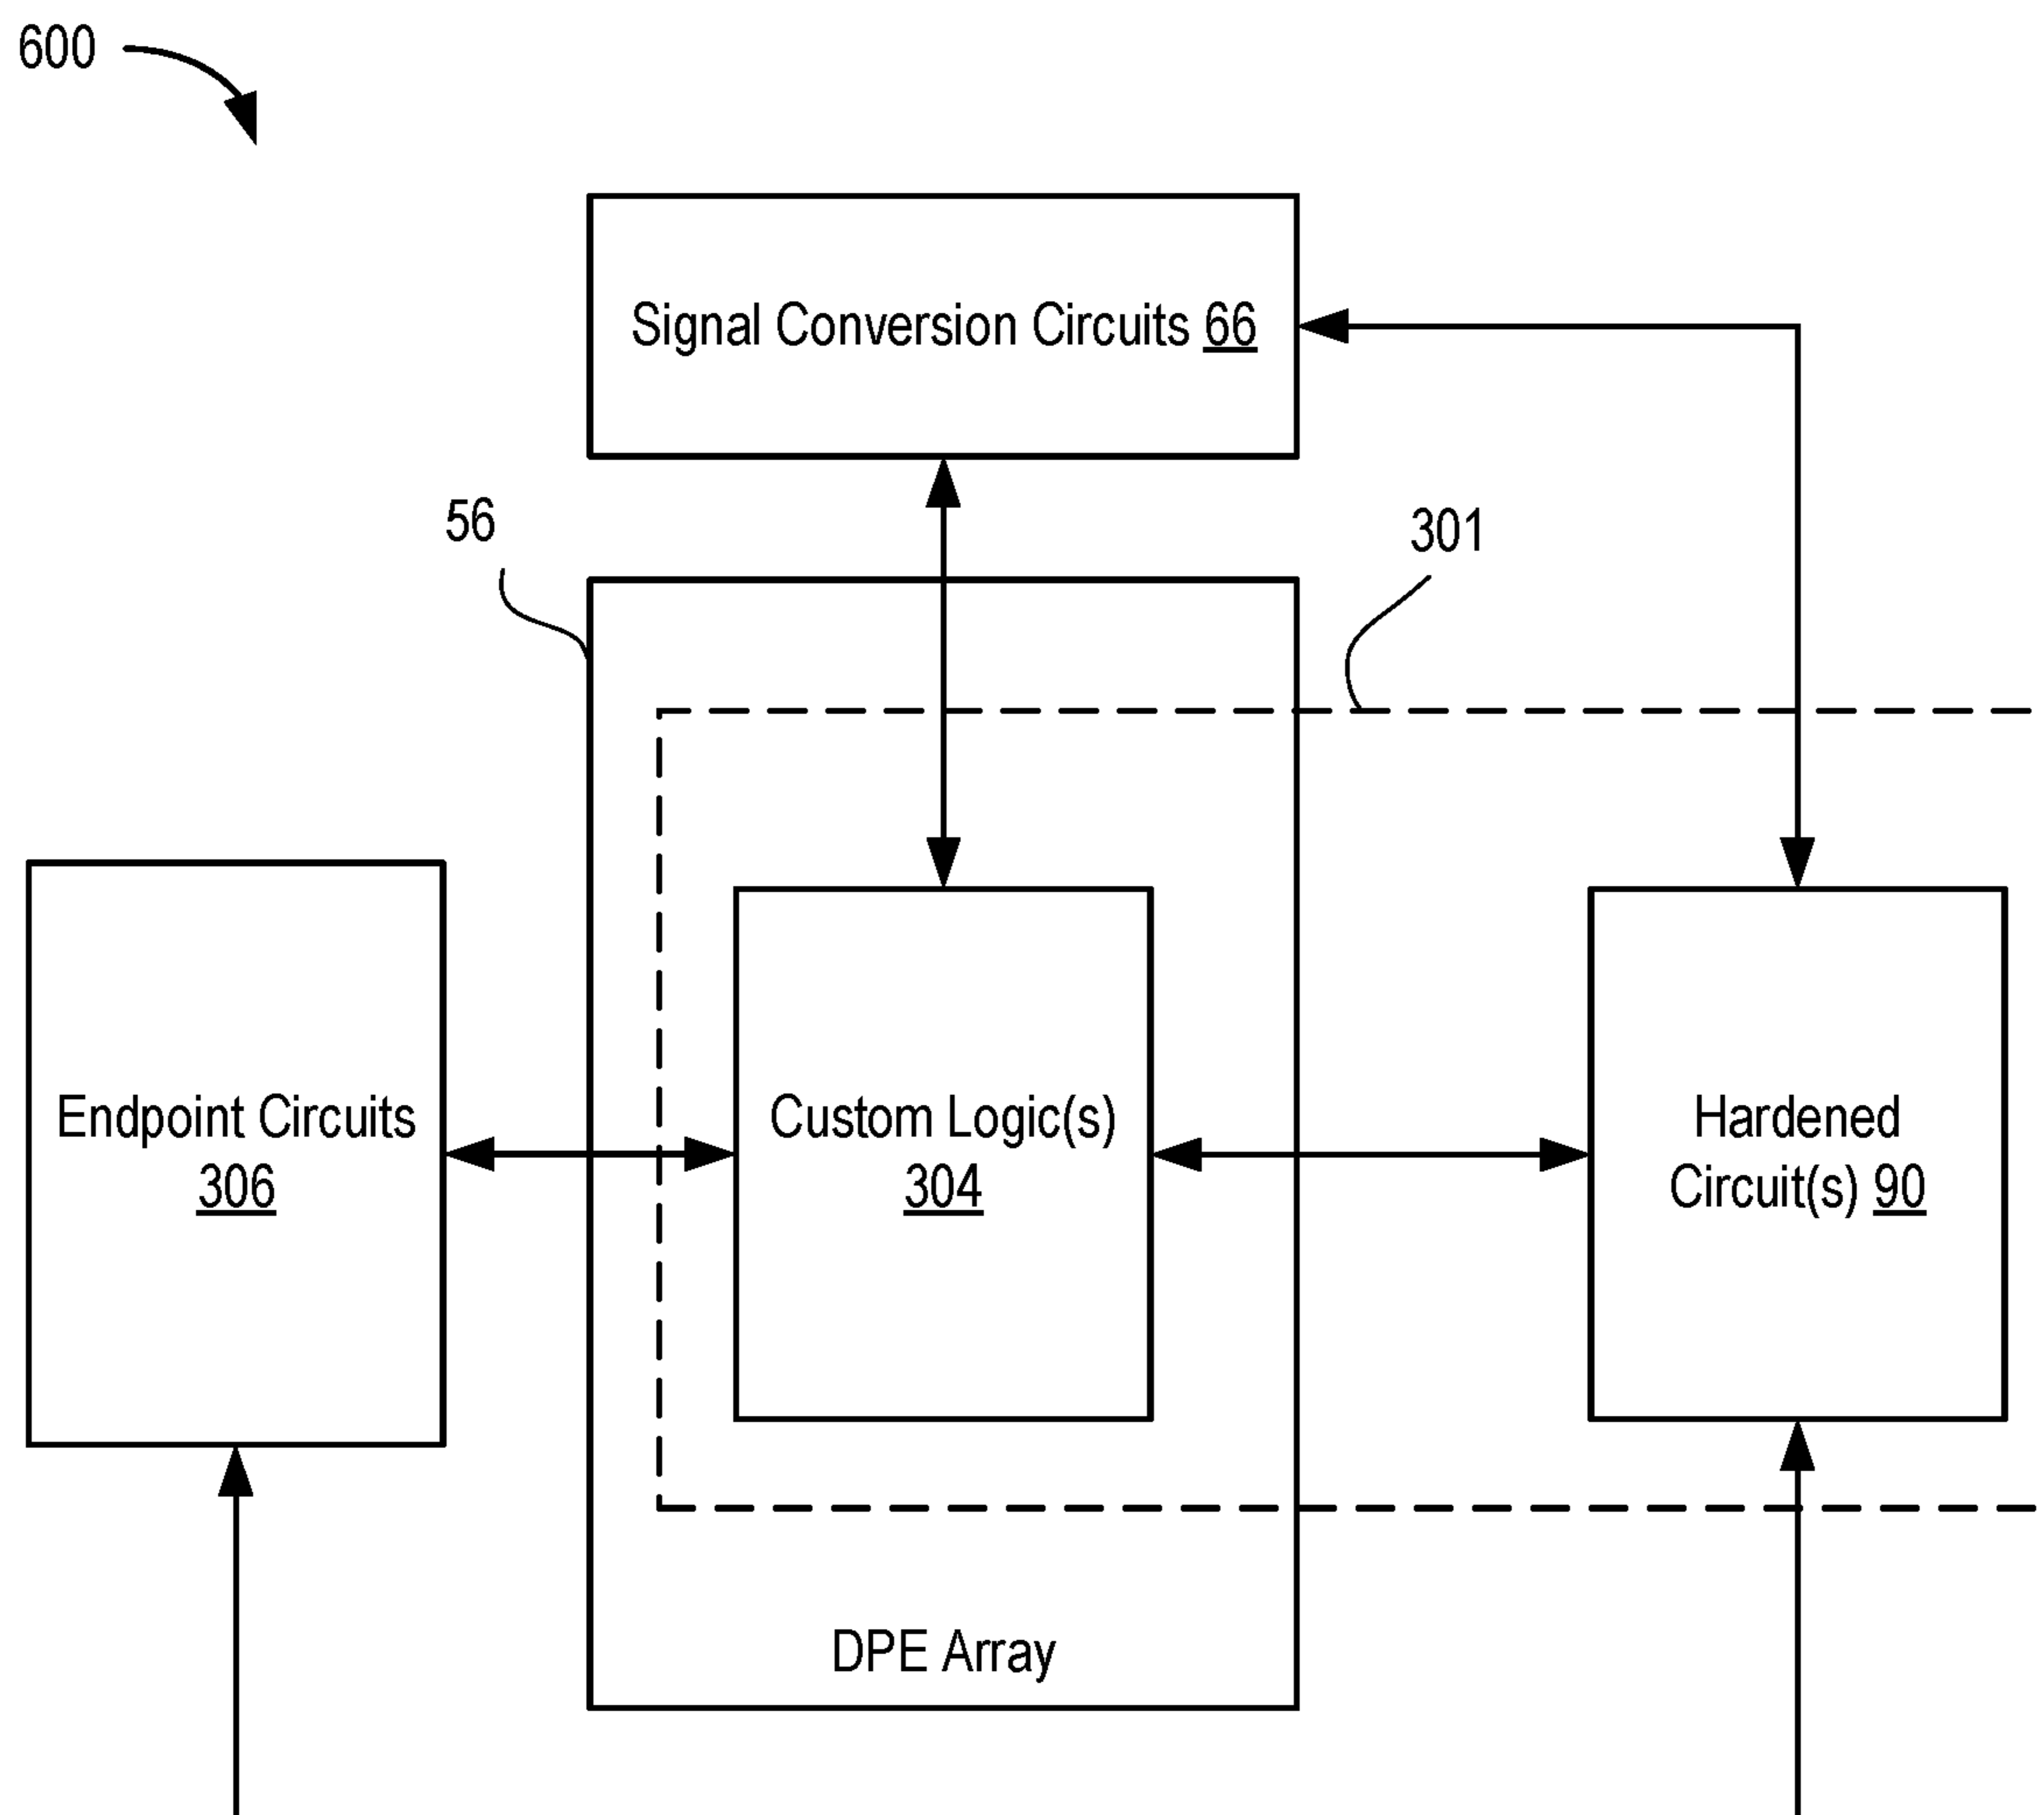 600
Signal Conversion Circuits 66
56
301
Endpoint Circuits
306
Custom Logic(s)
304
Hardened
Circuit(s) 90
DPE Array